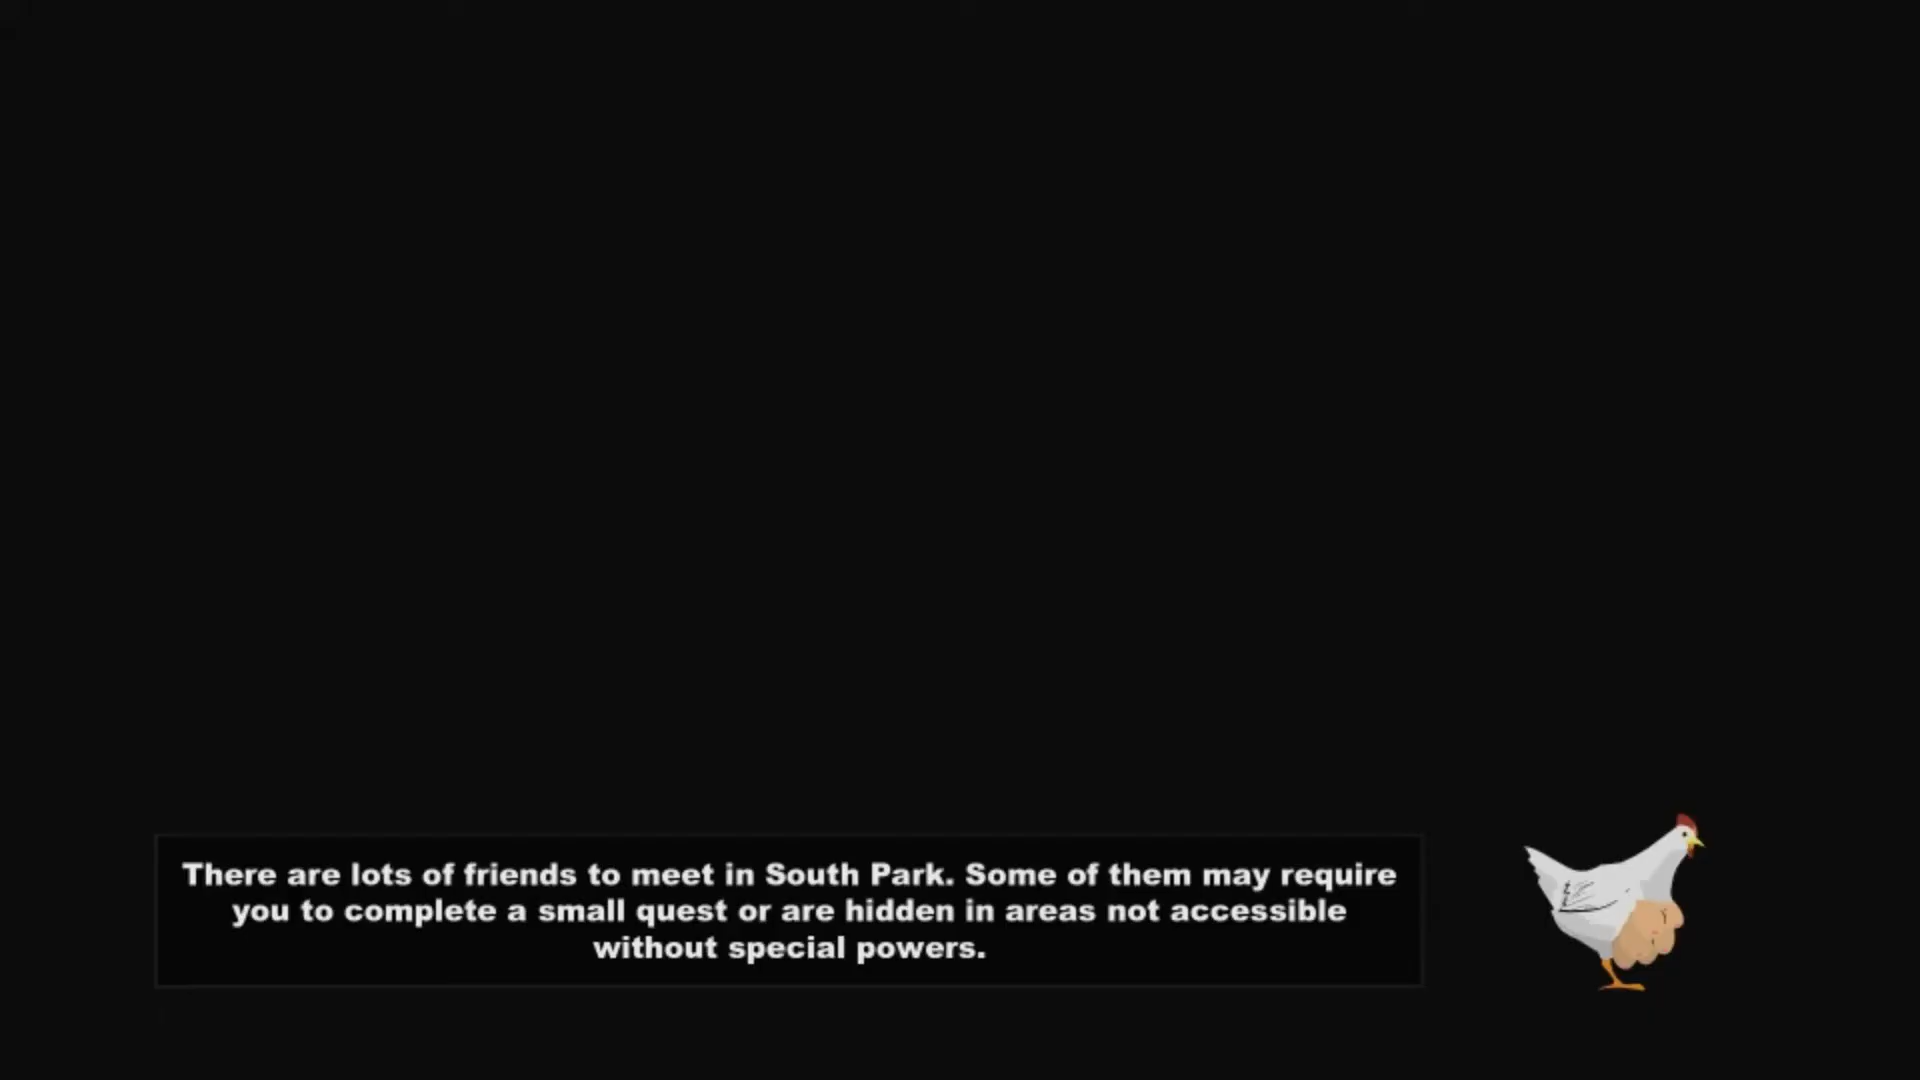 There are lots of friends to meet in South Park. Some of them may require
you to complete a small quest or are hidden in areas not accessible
without special powers.